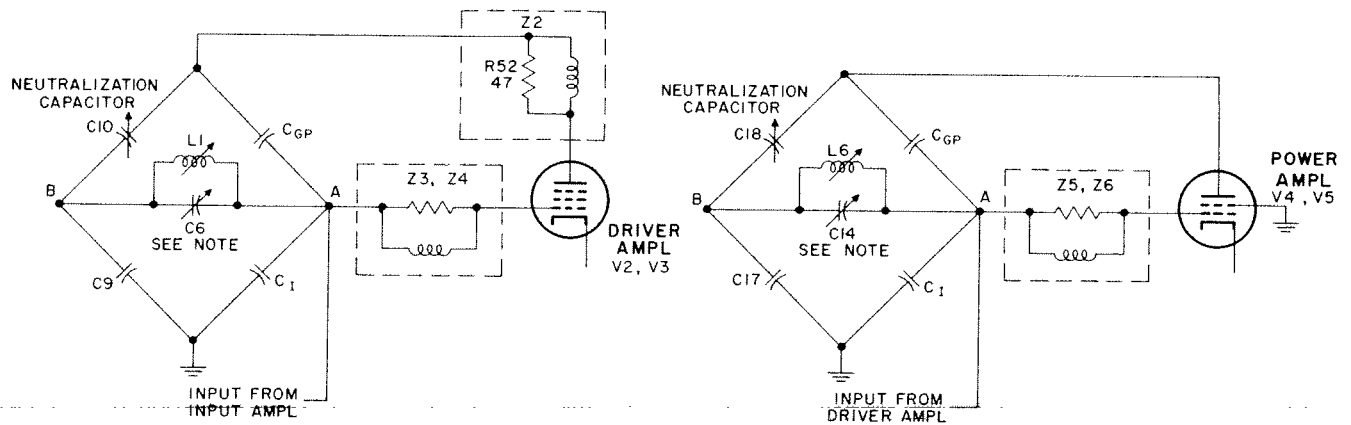 Z2
R52
47
NEUTRALIZATION
CAPACITOR
C10
CGP
L1
B
A
C6
SEE NOTE
Z3, Z4
DRIVER
AMPL
V2, V3
C9
CI
INPUT FROM
INPUT AMPL
NEUTRALIZATION
CAPACITOR
C18
CGP
L6
B
A
C14
SEE NOTE
Z5, Z6
POWER
AMPL
V4, V5
C17
CI
INPUT FROM
DRIVER AMPL